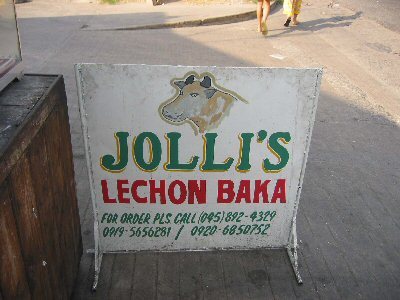 JOLLI'S
LECHON BAKA
FOR ORDER PLS CALL (045) 892-4329
0919-5656281 / 0920-6850752